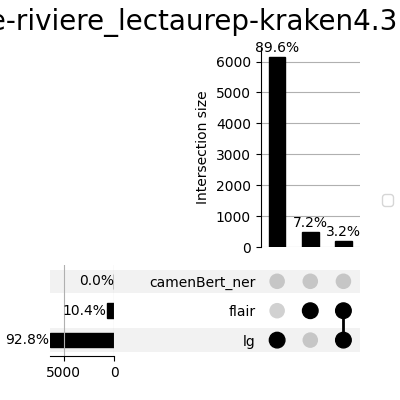 e-riviere_lectaurep-kraken4.3
89.6%
6000
5000
4000
3000
2000
1000
0
Intersection size
7.2%
3.2%
0.0%
camenBert_ner
10.4%
flair
92.8%
lg
5000 0